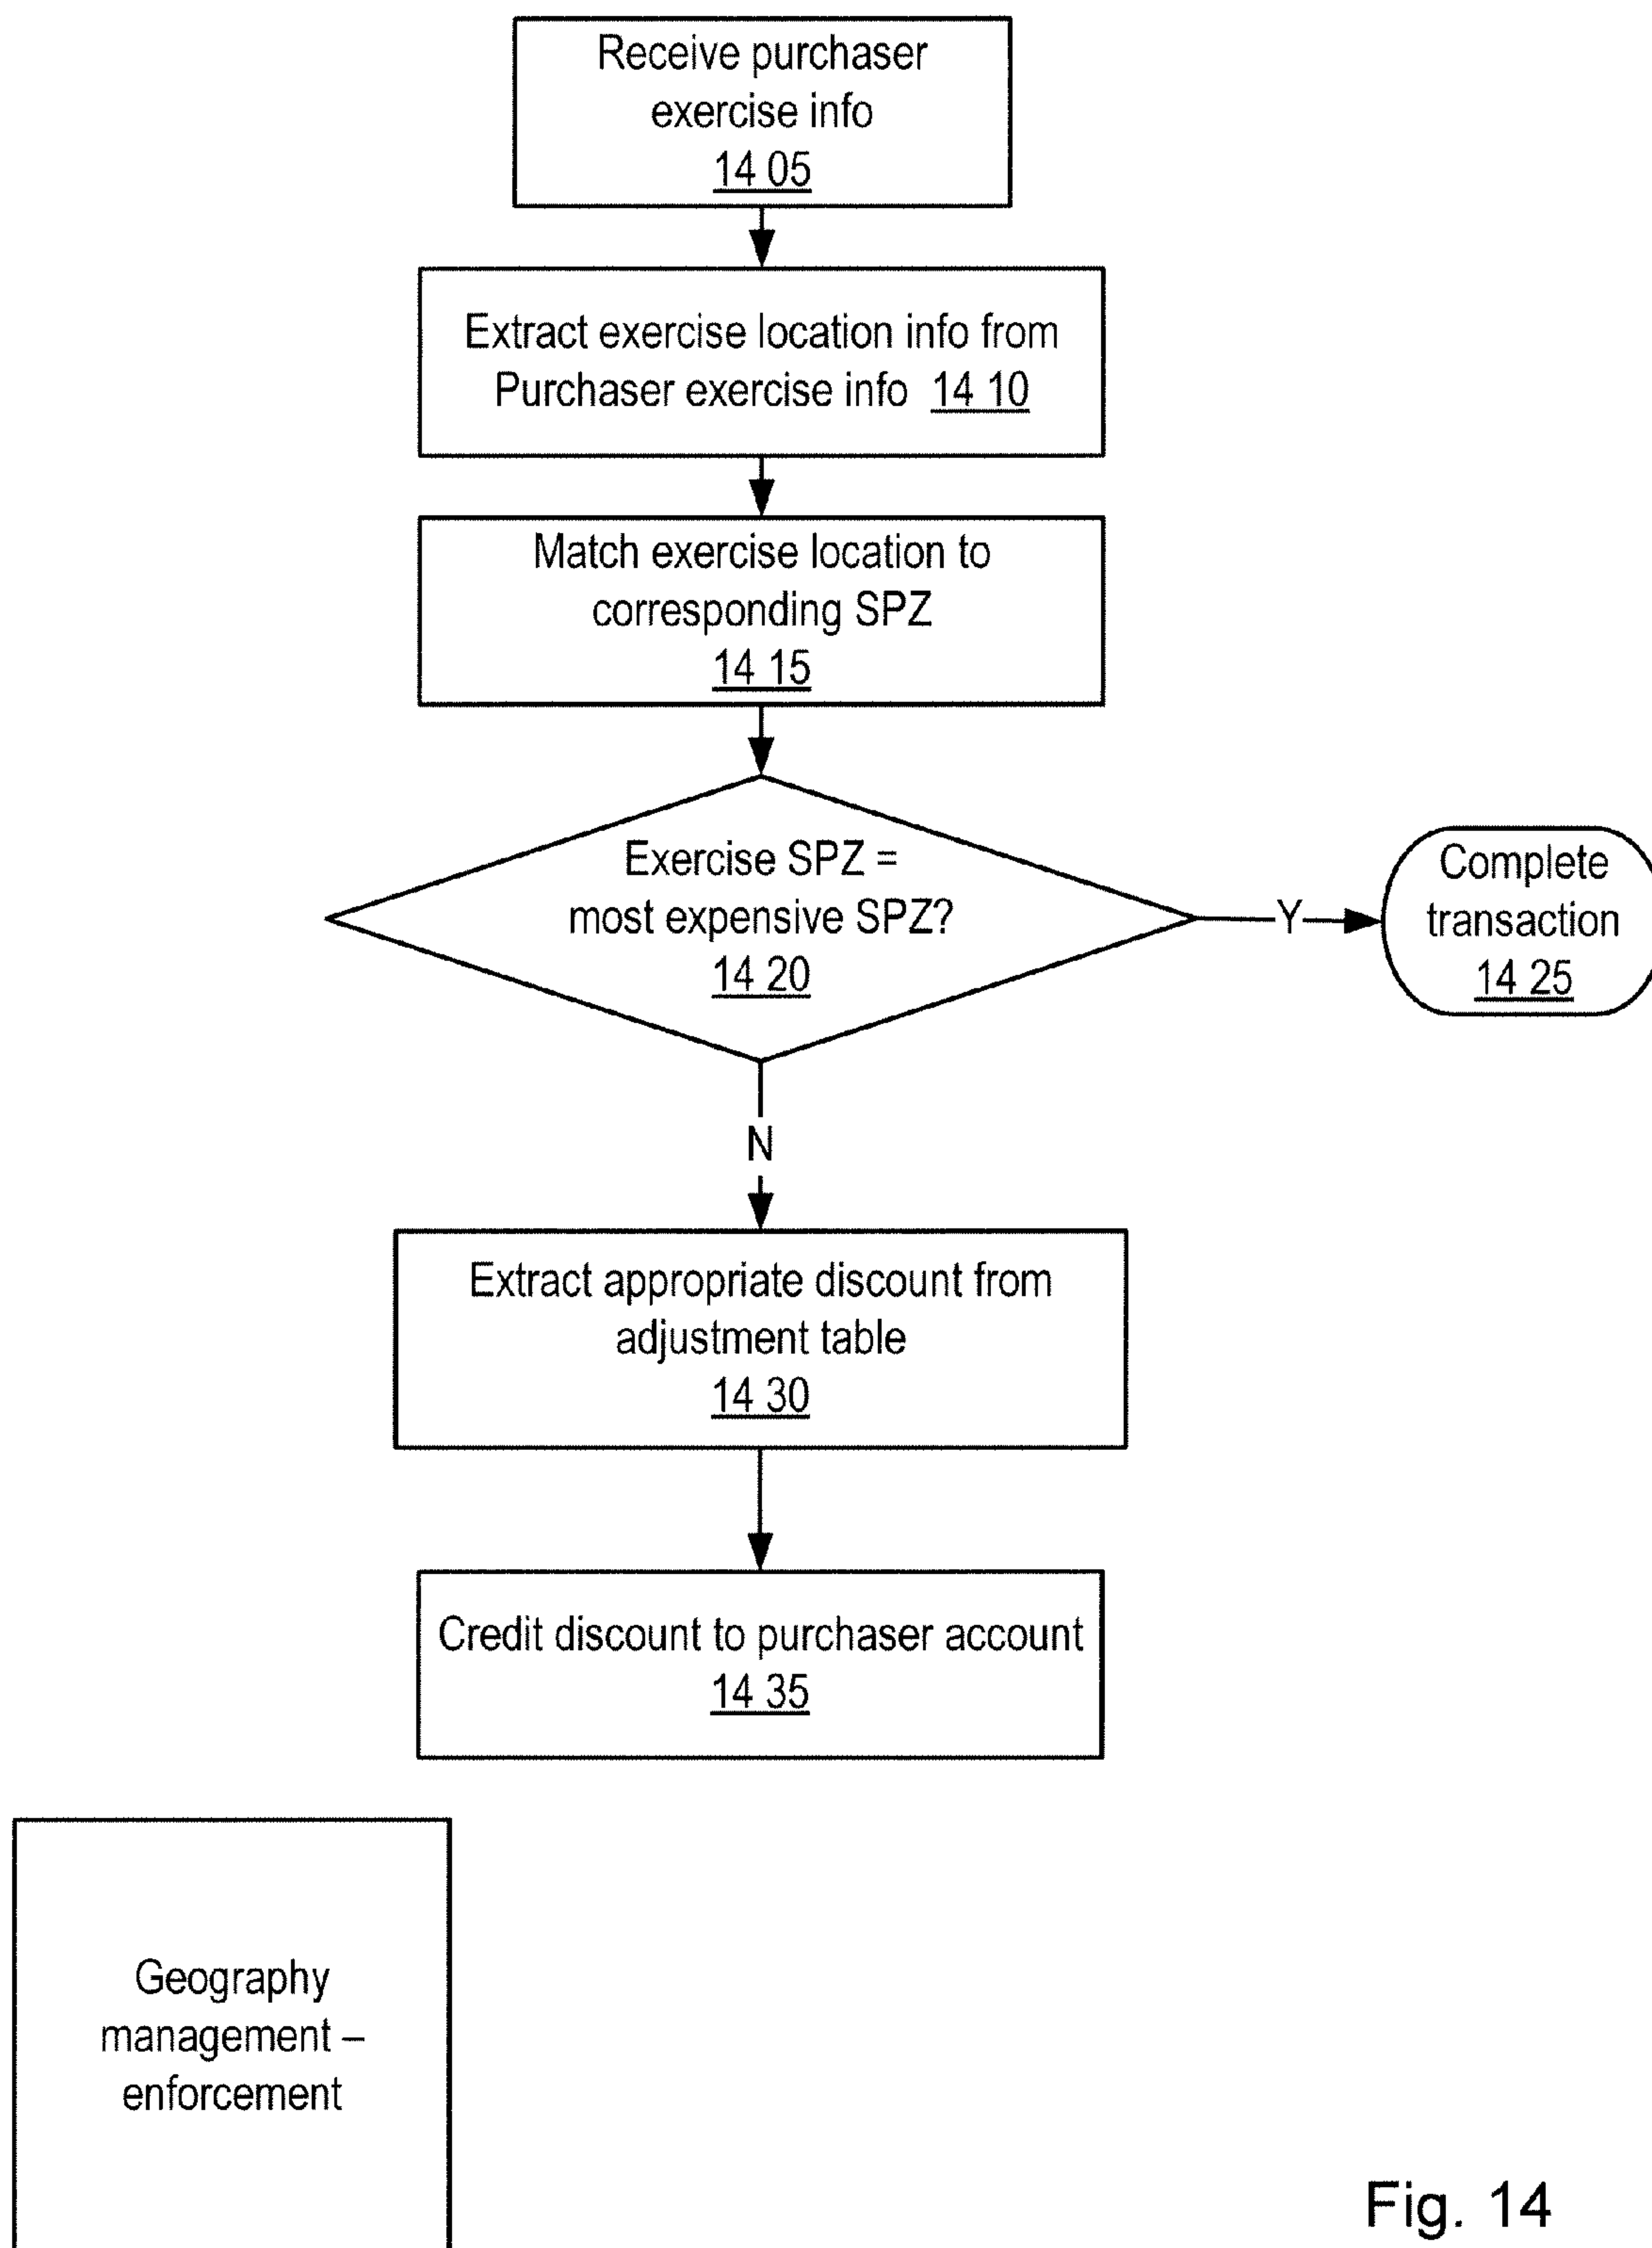 Receive purchaser
exercise info
14 05
Extract exercise location info from
Purchaser exercise info 14 10
Match exercise location to
corresponding SPZ
14 15
Exercise SPZ =
most expensive SPZ?
14 20
Y
Complete
transaction
14 25
N
Extract appropriate discount from
adjustment table
14 30
Credit discount to purchaser account
14 35
Geography
management –
enforcement
Fig. 14